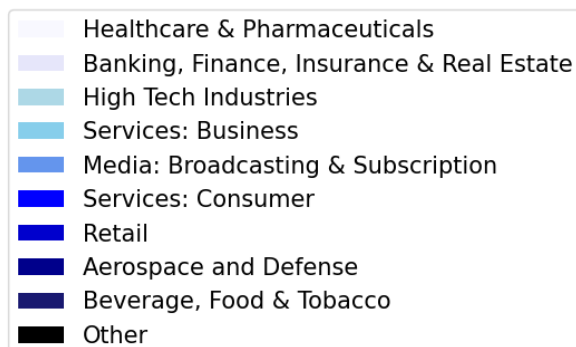 Healthcare & Pharmaceuticals
Banking, Finance, Insurance & Real Estate
High Tech Industries
Services: Business
Media: Broadcasting & Subscription
Services: Consumer
Retail
Aerospace and Defense
Beverage, Food & Tobacco
Other